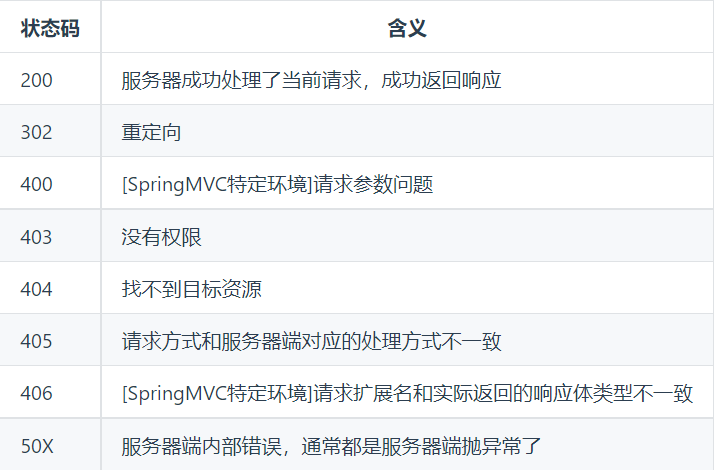 状态码 含义
200 服务器成功处理了当前请求，成功返回响应
302 重定向
400 [SpringMVC特定环境]请求参数问题
403 没有权限
404 找不到目标资源
405 请求方式和服务器端对应的处理方式不一致
406 [SpringMVC特定环境]请求扩展名和实际返回的响应体类型不一致
50X 服务器端内部错误，通常都是服务器端抛异常了